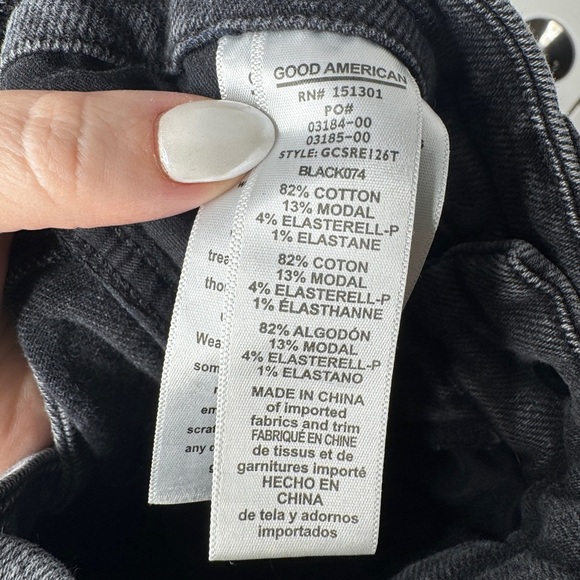 GOOD AMERICAN
RN# 151301
PO#
03184-00
03185-00
STYLE: GCSRE126T
BLACK074
82% COTTON
13% MODAL
4% ELASTERELL-P
1% ELASTANE
82% COTON
13% MODAL
4% ELASTERELL-P
1% ÉLASTHANNE
82% ALGODÓN
13% MODAL
4% ELASTERELL-P
1% ELASTANO
MADE IN CHINA
of imported
fabrics and trim
FABRIQUÉ EN CHINE
de tissus et de
garnitures importé
HECHO EN
CHINA
de tela y adornos
importados